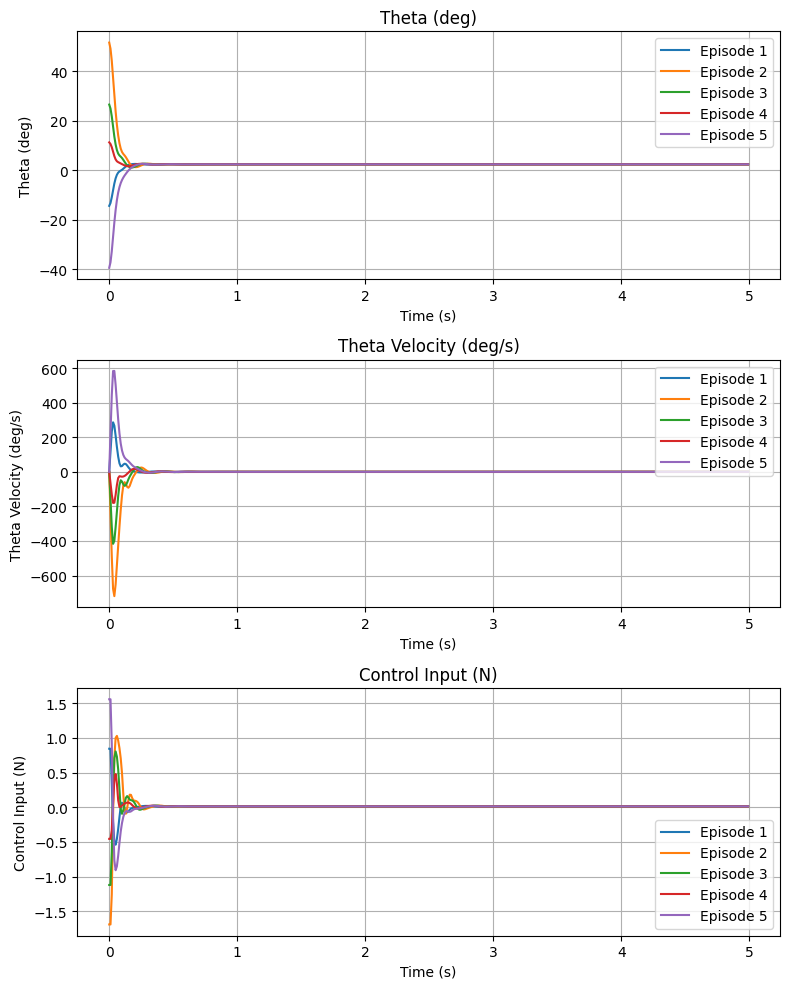 Theta (deg)
Theta (deg)
40
20
0
−20
−40
Episode 1
Episode 2
Episode 3
Episode 4
Episode 5
0 1 2 3 4 5
Time (s)
Theta Velocity (deg/s)
Theta Velocity (deg/s)
600
400
200
0
−200
−400
−600
Episode 1
Episode 2
Episode 3
Episode 4
Episode 5
0 1 2 3 4 5
Time (s)
Control Input (N)
Control Input (N)
1.5
1.0
0.5
0.0
−0.5
−1.0
−1.5
Episode 1
Episode 2
Episode 3
Episode 4
Episode 5
0 1 2 3 4 5
Time (s)